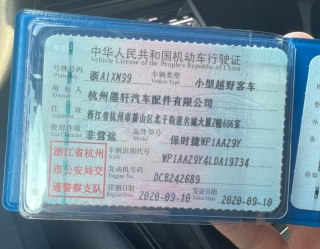 中华人民共和国机动车行驶证
Vehicle License of the People's Republic of China
号牌号码 浙A1XM99 车辆类型 小型越野客车
Plate No. Vehicle Type
所有人 杭州墨轩汽车配件有限公司
Owner
住址 浙江省杭州市萧山区北干街道名城大厦2幢606室
Address
使用性质 非营运 品牌型号 保时捷WP1AA29Y
Use Character Model
浙江省杭州
市公安局交
通警察支队
车辆识别代号 WP1AA29Y4LDA19734
VIN
发动机号码 DCB242689
Engine No.
注册日期 2020-09-10 发证日期 2020-09-10
Register Date Issue Date